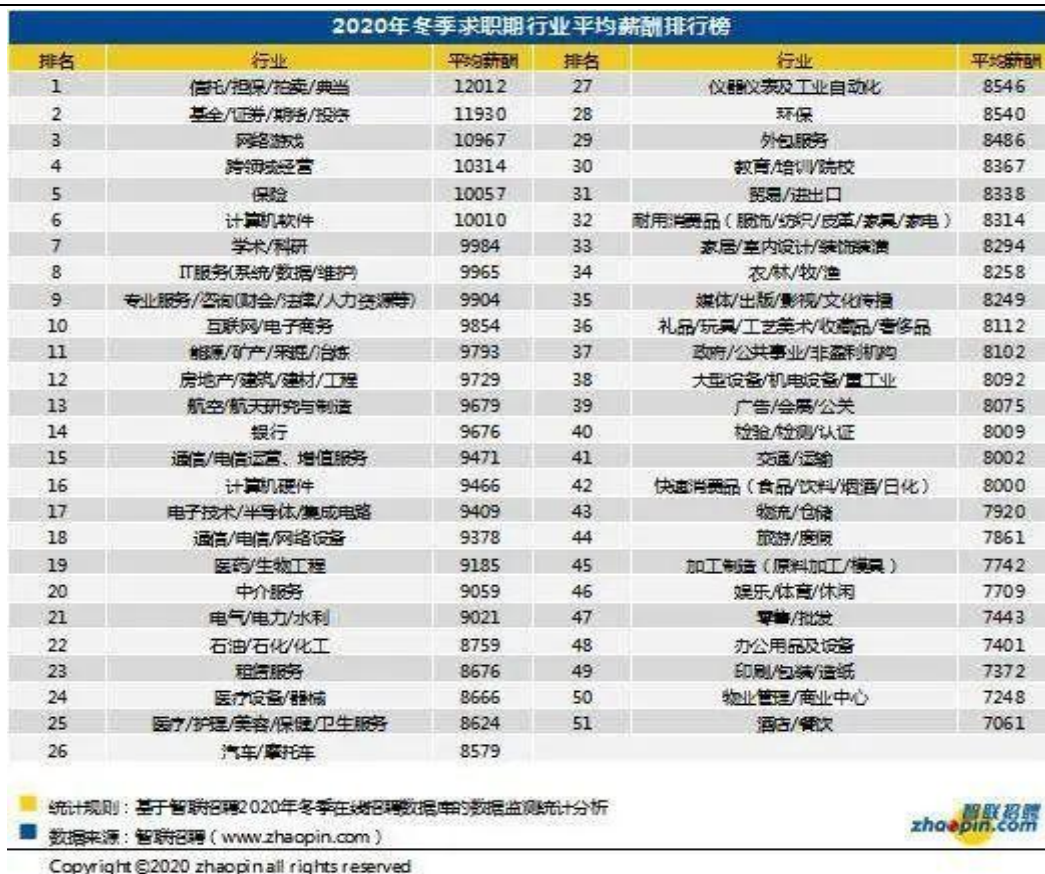 2020年冬季求职期行业平均薪酬排行榜
排名 行业 平均薪酬 排名 行业 平均薪酬
1 信托/担保/拍卖/典当 12012 27 仪器仪表及工业自动化 8546
2 基金/证券/期货/投资 11930 28 环保 8540
3 网络游戏 10967 29 外包服务 8486
4 跨领域经营 10314 30 教育/培训/院校 8367
5 保险 10057 31 贸易/进出口 8338
6 计算机软件 10010 32 耐用消费品（服饰/纺织/皮革/家具/家电） 8314
7 学术/科研 9984 33 家居/室内设计/装饰装潢 8294
8 IT服务(系统/数据/维护) 9965 34 农/林/牧/渔 8258
9 专业服务/咨询(财会/法律/人力资源等) 9904 35 媒体/出版/影视/文化传播 8249
10 互联网/电子商务 9854 36 礼品/玩具/工艺美术/收藏品/奢侈品 8112
11 能源/矿产/采掘/冶炼 9793 37 政府/公共事业/非盈利机构 8102
12 房地产/建筑/建材/工程 9729 38 大型设备/机电设备/重工业 8092
13 航空/航天研究与制造 9679 39 广告/会展/公关 8075
14 银行 9676 40 检验/检测/认证 8009
15 通信/电信运营、增值服务 9471 41 交通/运输 8002
16 计算机硬件 9466 42 快速消费品（食品/饮料/烟酒/日化） 8000
17 电子技术/半导体/集成电路 9409 43 物流/仓储 7920
18 通信/电信/网络设备 9378 44 旅游/度假 7861
19 医药/生物工程 9185 45 加工制造（原料加工/模具） 7742
20 中介服务 9059 46 娱乐/体育/休闲 7709
21 电气/电力/水利 9021 47 零售/批发 7443
22 石油/石化/化工 8759 48 办公用品及设备 7401
23 租赁服务 8676 49 印刷/包装/造纸 7372
24 医疗设备/器械 8666 50 物业管理/商业中心 7248
25 医疗/护理/美容/保健/卫生服务 8624 51 酒店/餐饮 7061
26 汽车/摩托车 8579
统计规则：基于智联招聘2020年冬季在线招聘数据库的数据监测统计分析
数据来源：智联招聘（www.zhaopin.com）
智联招聘
zhaopin.com
Copyright©2020 zhaopin all rights reserved